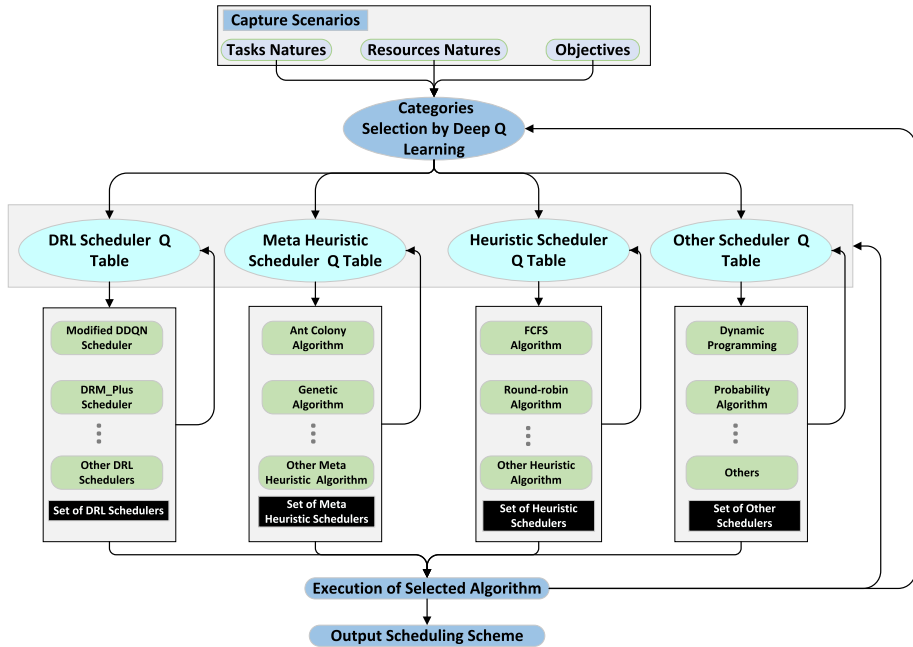 Capture Scenarios
Tasks Natures
Resources Natures
Objectives
Categories
Selection by Deep Q
Learning
DRL Scheduler Q
Table
Meta Heuristic
Scheduler Q Table
Heuristic Scheduler
Q Table
Other Scheduler Q
Table
Modified DDQN
Scheduler
DRM_Plus
Scheduler
Other DRL
Schedulers
Set of DRL Schedulers
Ant Colony
Algorithm
Genetic
Algorithm
Other Meta
Heuristic Algorithm
Set of Meta
Heuristic Schedulers
FCFS
Algorithm
Round-robin
Algorithm
Other Heuristic
Algorithm
Set of Heuristic
Schedulers
Dynamic
Programming
Probability
Algorithm
Others
Set of Other
Schedulers
Execution of Selected Algorithm
Output Scheduling Scheme